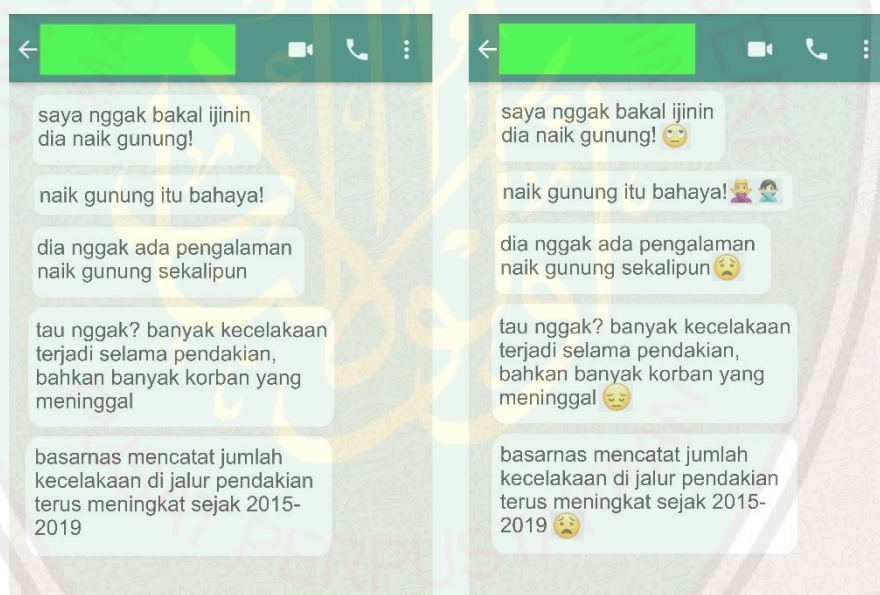 saya nggak bakal ijinin
dia naik gunung!
naik gunung itu bahaya!
dia nggak ada pengalaman
naik gunung sekalipun
tau nggak? banyak kecelakaan
terjadi selama pendakian,
bahkan banyak korban yang
meninggal
basarnas mencatat jumlah
kecelakaan di jalur pendakian
terus meningkat sejak 2015-
2019
saya nggak bakal ijinin
dia naik gunung! 🙄
naik gunung itu bahaya!🙅‍♀️🙅‍♂️
dia nggak ada pengalaman
naik gunung sekalipun😧
tau nggak? banyak kecelakaan
terjadi selama pendakian,
bahkan banyak korban yang
meninggal 😔
basarnas mencatat jumlah
kecelakaan di jalur pendakian
terus meningkat sejak 2015-
2019 😧